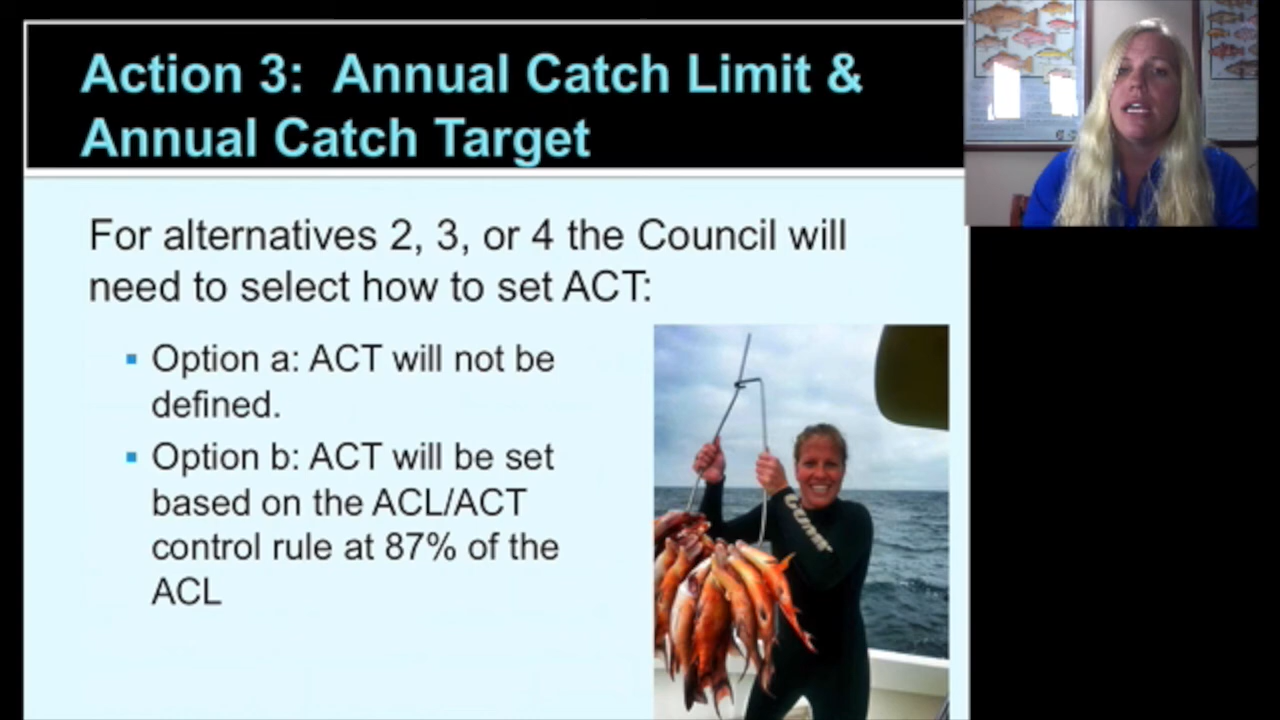 Action 3: Annual Catch Limit &
Annual Catch Target
For alternatives 2, 3, or 4 the Council will
need to select how to set ACT:
▪ Option a: ACT will not be
defined.
▪ Option b: ACT will be set
based on the ACL/ACT
control rule at 87% of the
ACL